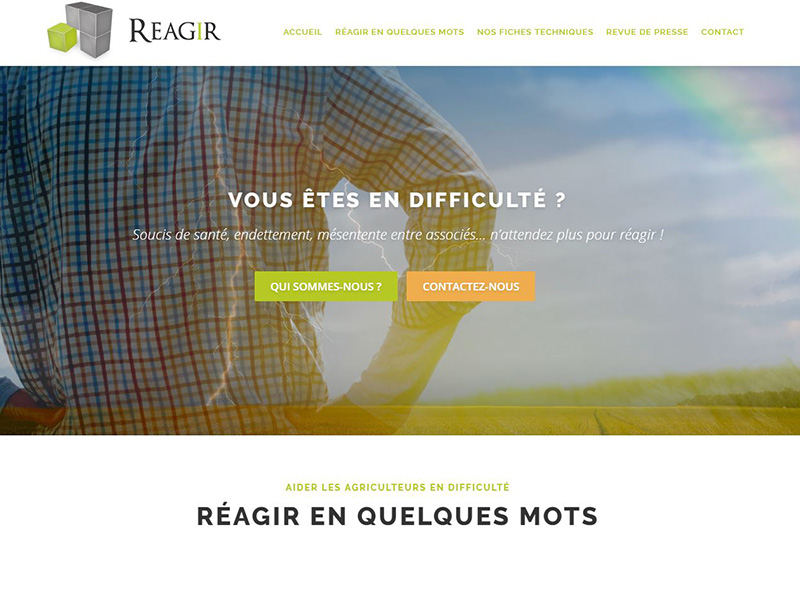 REAGIR
ACCUEIL RÉAGIR EN QUELQUES MOTS NOS FICHES TECHNIQUES REVUE DE PRESSE CONTACT
VOUS ÊTES EN DIFFICULTÉ ?
Soucis de santé, endettement, mésentente entre associés... n'attendez plus pour réagir !
QUI SOMMES-NOUS ? CONTACTEZ-NOUS
AIDER LES AGRICULTEURS EN DIFFICULTÉ
RÉAGIR EN QUELQUES MOTS